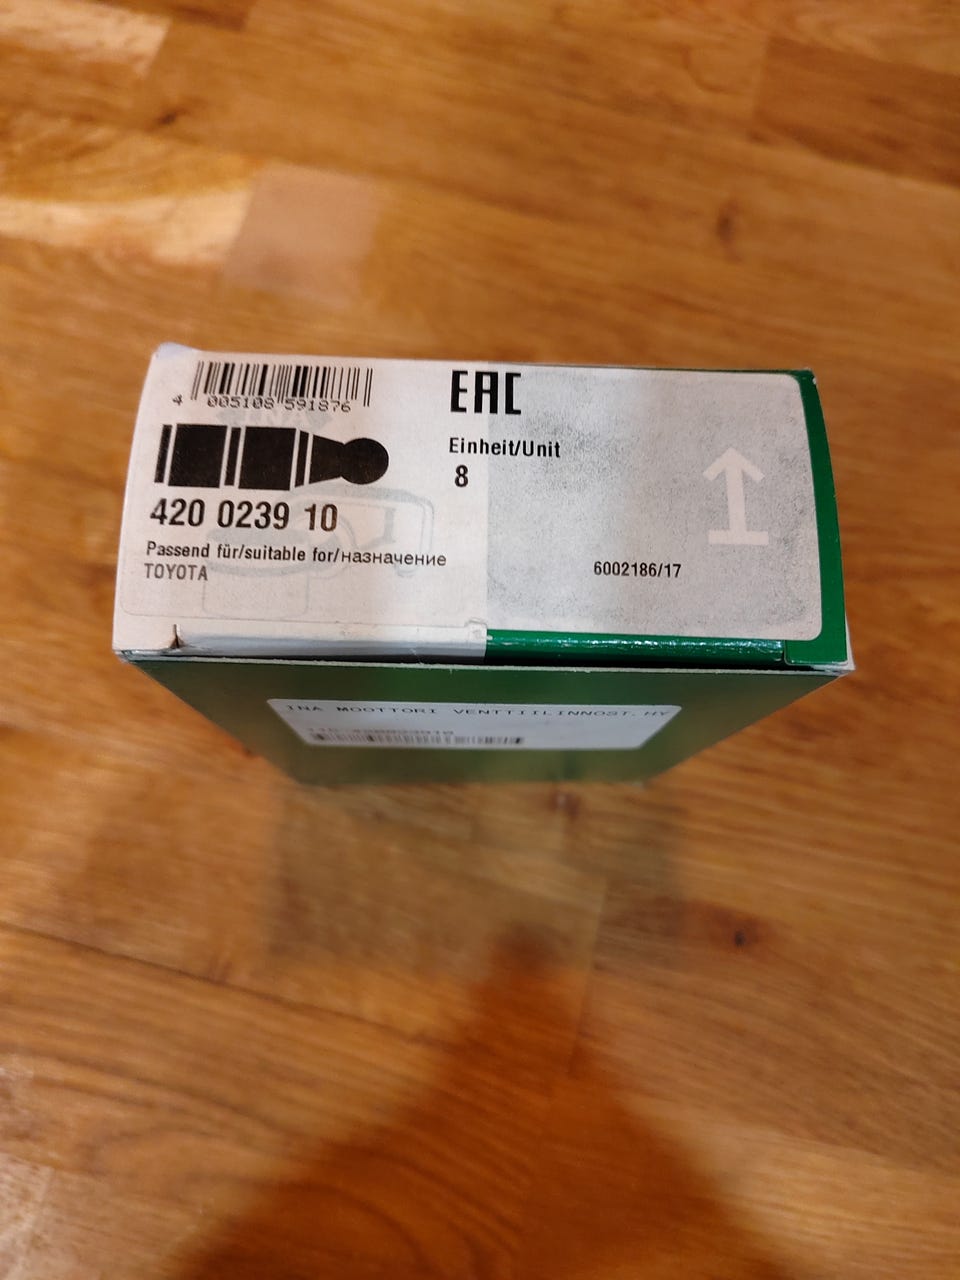 4 005108 591876
EAC
Einheit/Unit
8
420 0239 10
Passend für/suitable for/назначение
TOYOTA
6002186/17
INA MOOTTORI VENTTIILINNOST.HY